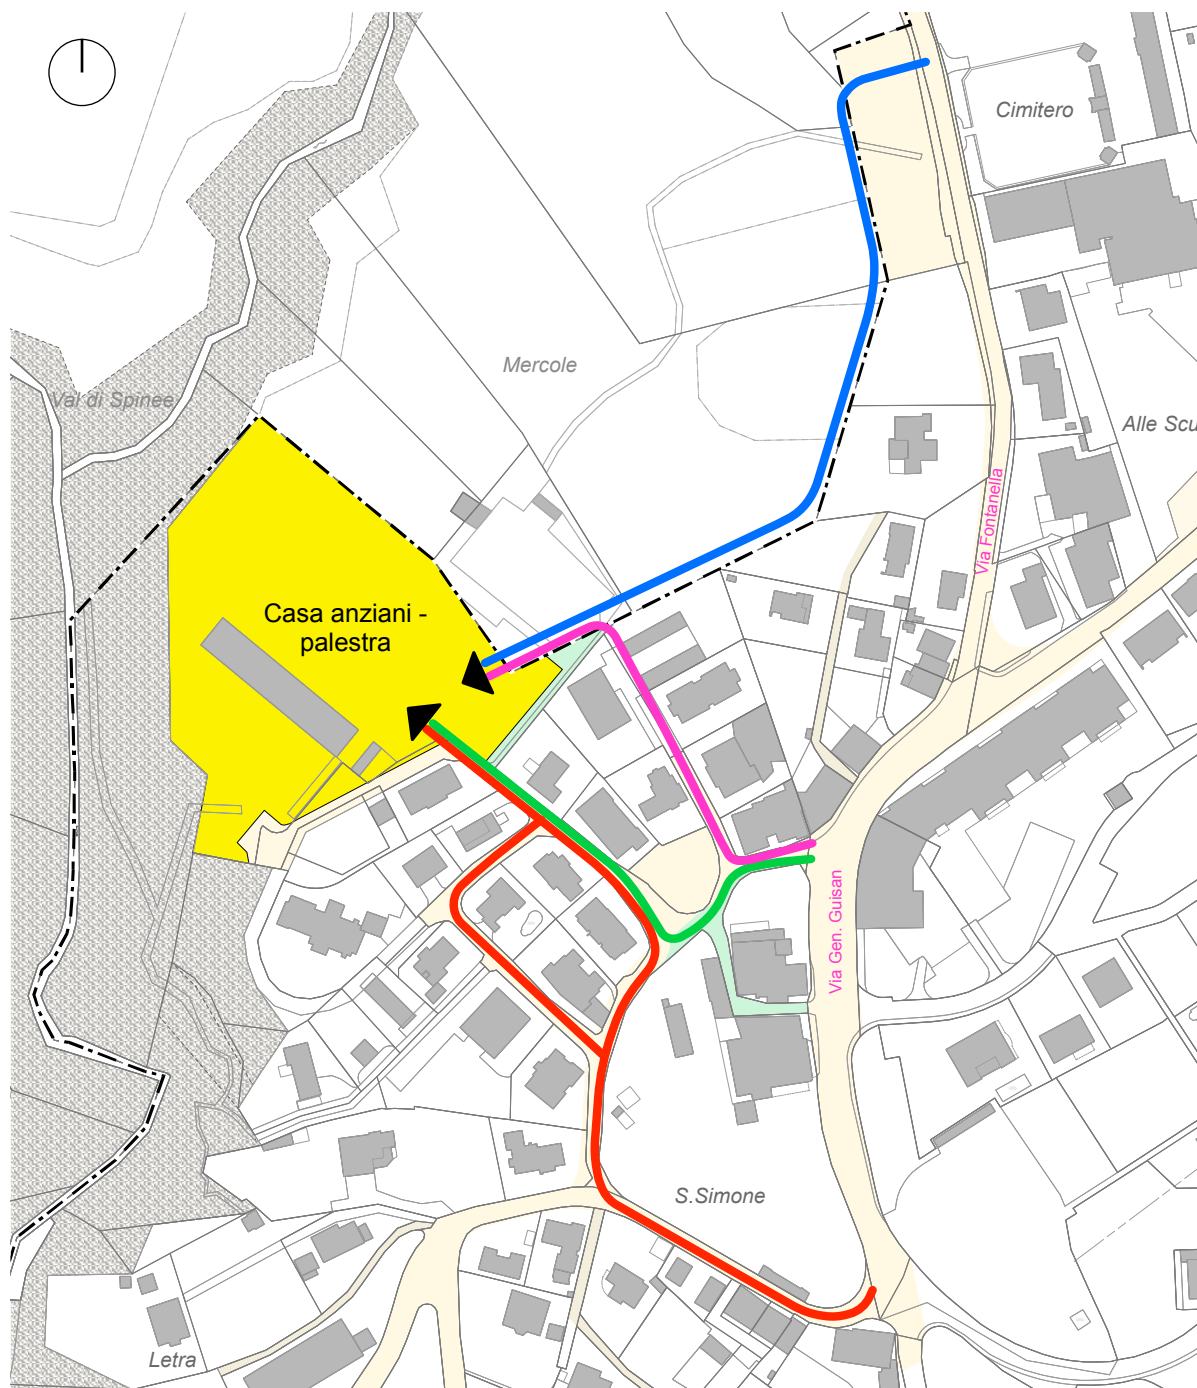 Cimitero
Mercole
Val di Spinee
Alle Scu
Via Fontanella
Casa anziani -
palestra
Via Gen. Guisan
S.Simone
Letra